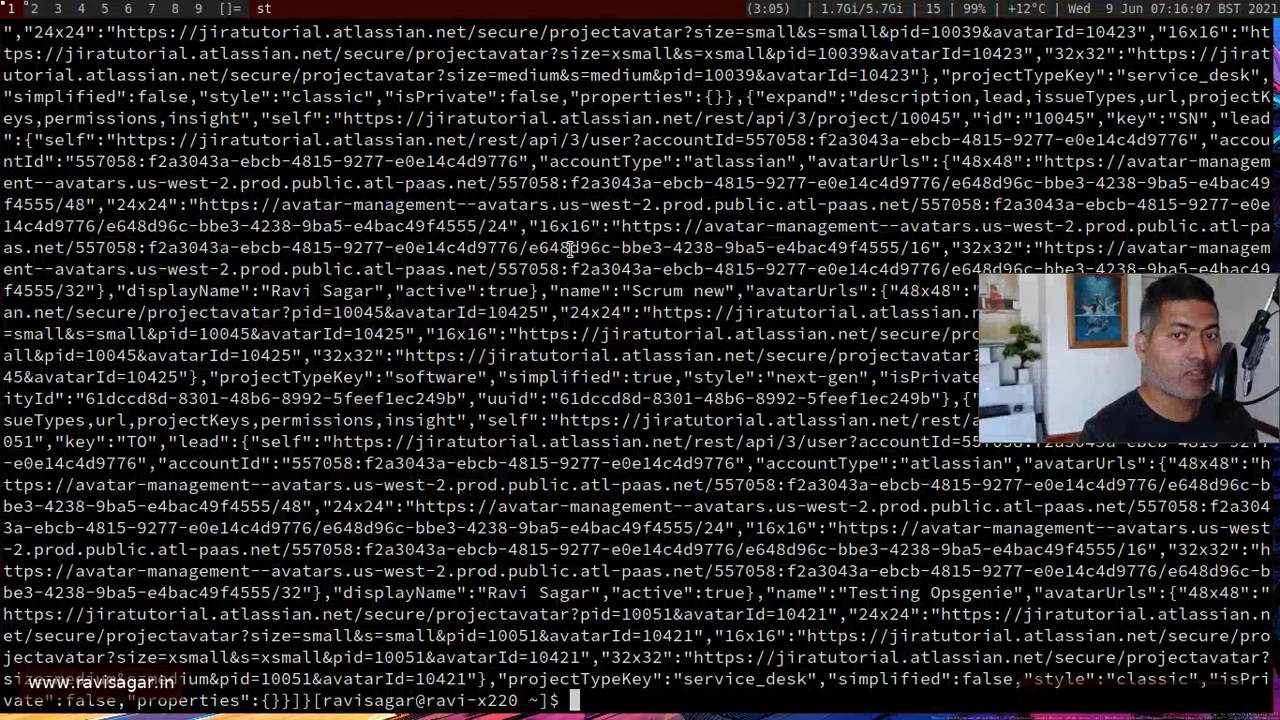 1 2 3 4 5 6 7 8 9 []= st (3:05) | 1.7Gi/5.7Gi | 15 | 99% | +12°C | Wed 9 Jun 07:16:07 BST 2021
","24x24":"https://jiratutorial.atlassian.net/secure/projectavatar?size=small&s=small&pid=10039&avatarId=10423","16x16":"ht
tps://jiratutorial.atlassian.net/secure/projectavatar?size=xsmall&s=xsmall&pid=10039&avatarId=10423","32x32":"https://jirat
utorial.atlassian.net/secure/projectavatar?size=medium&s=medium&pid=10039&avatarId=10423"},"projectTypeKey":"service_desk",
"simplified":false,"style":"classic","isPrivate":false,"properties":{}},{"expand":"description,lead,issueTypes,url,projectK
eys,permissions,insight","self":"https://jiratutorial.atlassian.net/rest/api/3/project/10045","id":"10045","key":"SN","lead
":{"self":"https://jiratutorial.atlassian.net/rest/api/3/user?accountId=557058:f2a3043a-ebcb-4815-9277-e0e14c4d9776","accou
ntId":"557058:f2a3043a-ebcb-4815-9277-e0e14c4d9776","accountType":"atlassian","avatarUrls":{"48x48":"https://avatar-managem
ent--avatars.us-west-2.prod.public.atl-paas.net/557058:f2a3043a-ebcb-4815-9277-e0e14c4d9776/e648d96c-bbe3-4238-9ba5-e4bac49
f4555/48","24x24":"https://avatar-management--avatars.us-west-2.prod.public.atl-paas.net/557058:f2a3043a-ebcb-4815-9277-e0e
14c4d9776/e648d96c-bbe3-4238-9ba5-e4bac49f4555/24","16x16":"https://avatar-management--avatars.us-west-2.prod.public.atl-pa
as.net/557058:f2a3043a-ebcb-4815-9277-e0e14c4d9776/e648d96c-bbe3-4238-9ba5-e4bac49f4555/16","32x32":"https://avatar-managem
ent--avatars.us-west-2.prod.public.atl-paas.net/557058:f2a3043a-ebcb-4815-9277-e0e14c4d9776/e648d96c-bbe3-4238-9ba5-e4bac49
f4555/32"},"displayName":"Ravi Sagar","active":true},"name":"Scrum new","avatarUrls":{"48x48":"
an.net/secure/projectavatar?pid=10045&avatarId=10425","24x24":"https://jiratutorial.atlassian.n
=small&s=small&pid=10045&avatarId=10425","16x16":"https://jiratutorial.atlassian.net/secure/pro
all&pid=10045&avatarId=10425","32x32":"https://jiratutorial.atlassian.net/secure/projectavatar?
45&avatarId=10425"},"projectTypeKey":"software","simplified":true,"style":"next-gen","isPrivat
ityId":"61dccd8d-8301-48b6-8992-5feef1ec249b","uuid":"61dccd8d-8301-48b6-8992-5feef1ec249b"},{"
sueTypes,url,projectKeys,permissions,insight","self":"https://jiratutorial.atlassian.net/rest/a
051","key":"TO","lead":{"self":"https://jiratutorial.atlassian.net/rest/api/3/user?accountId=55
-e0e14c4d9776","accountId":"557058:f2a3043a-ebcb-4815-9277-e0e14c4d9776","accountType":"atlassian","avatarUrls":{"48x48":"h
ttps://avatar-management--avatars.us-west-2.prod.public.atl-paas.net/557058:f2a3043a-ebcb-4815-9277-e0e14c4d9776/e648d96c-b
be3-4238-9ba5-e4bac49f4555/48","24x24":"https://avatar-management--avatars.us-west-2.prod.public.atl-paas.net/557058:f2a304
3a-ebcb-4815-9277-e0e14c4d9776/e648d96c-bbe3-4238-9ba5-e4bac49f4555/24","16x16":"https://avatar-management--avatars.us-west
-2.prod.public.atl-paas.net/557058:f2a3043a-ebcb-4815-9277-e0e14c4d9776/e648d96c-bbe3-4238-9ba5-e4bac49f4555/16","32x32":"h
ttps://avatar-management--avatars.us-west-2.prod.public.atl-paas.net/557058:f2a3043a-ebcb-4815-9277-e0e14c4d9776/e648d96c-b
be3-4238-9ba5-e4bac49f4555/32"},"displayName":"Ravi Sagar","active":true},"name":"Testing Opsgenie","avatarUrls":{"48x48":"
https://jiratutorial.atlassian.net/secure/projectavatar?pid=10051&avatarId=10421","24x24":"https://jiratutorial.atlassian.n
et/secure/projectavatar?size=small&s=small&pid=10051&avatarId=10421","16x16":"https://jiratutorial.atlassian.net/secure/pro
jectavatar?size=xsmall&s=xsmall&pid=10051&avatarId=10421","32x32":"https://jiratutorial.atlassian.net/secure/projectavatar?
www.ravisagar.in
=10051&avatarId=10421"},"projectTypeKey":"service_desk","simplified":false,"style":"classic","isPri
vate":false,"properties":{}}]}[ravisagar@ravi-x220 ~]$